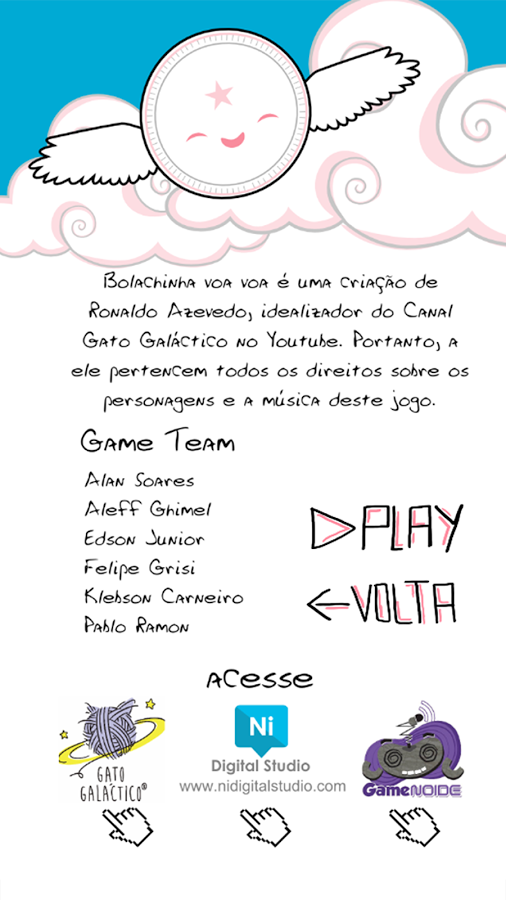 Bolachinha voa voa é uma criação de
Ronaldo Azevedo, idealizador do Canal
Gato Galáctico no Youtube. Portanto, a
ele pertencem todos os direitos sobre os
personagens e a música deste jogo.
Game Team
Alan Soares
Aleff Ghimel
Edson Junior
Felipe Grisi
Klebson Carneiro
Pablo Ramon
PLAY
VOLTA
Acesse
GATO
GALÁCTICO®
Ni
Digital Studio
www.nidigitalstudio.com
GameNOIDE